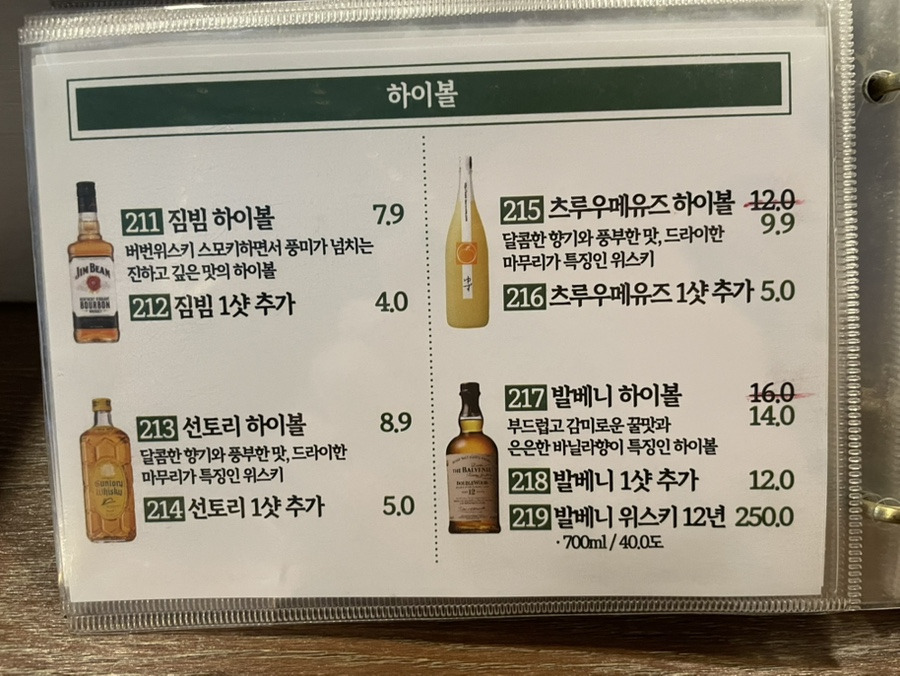 하이볼
211 짐빔 하이볼 7.9
버번위스키 스모키하면서 풍미가 넘치는
진하고 깊은 맛의 하이볼
212 짐빔 1샷 추가 4.0
JIM BEAM
BOURBON
213 선토리 하이볼 8.9
달콤한 향기와 풍부한 맛, 드라이한
마무리가 특징인 위스키
214 선토리 1샷 추가 5.0
Suntory
Whisky
215 츠루우메유즈 하이볼 12.0
9.9
달콤한 향기와 풍부한 맛, 드라이한
마무리가 특징인 위스키
216 츠루우메유즈 1샷 추가 5.0
ゆず
217 발베니 하이볼 16.0
14.0
부드럽고 감미로운 꿀맛과
은은한 바닐라향이 특징인 하이볼
218 발베니 1샷 추가 12.0
219 발베니 위스키 12년 250.0
· 700ml / 40.0도
THE BALVENIE
DOUBLEWOOD
12